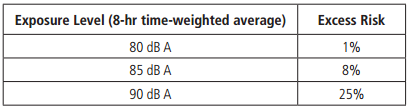 Exposure Level (8-hr time-weighted average) Excess Risk
80 dB A 1%
85 dB A 8%
90 dB A 25%